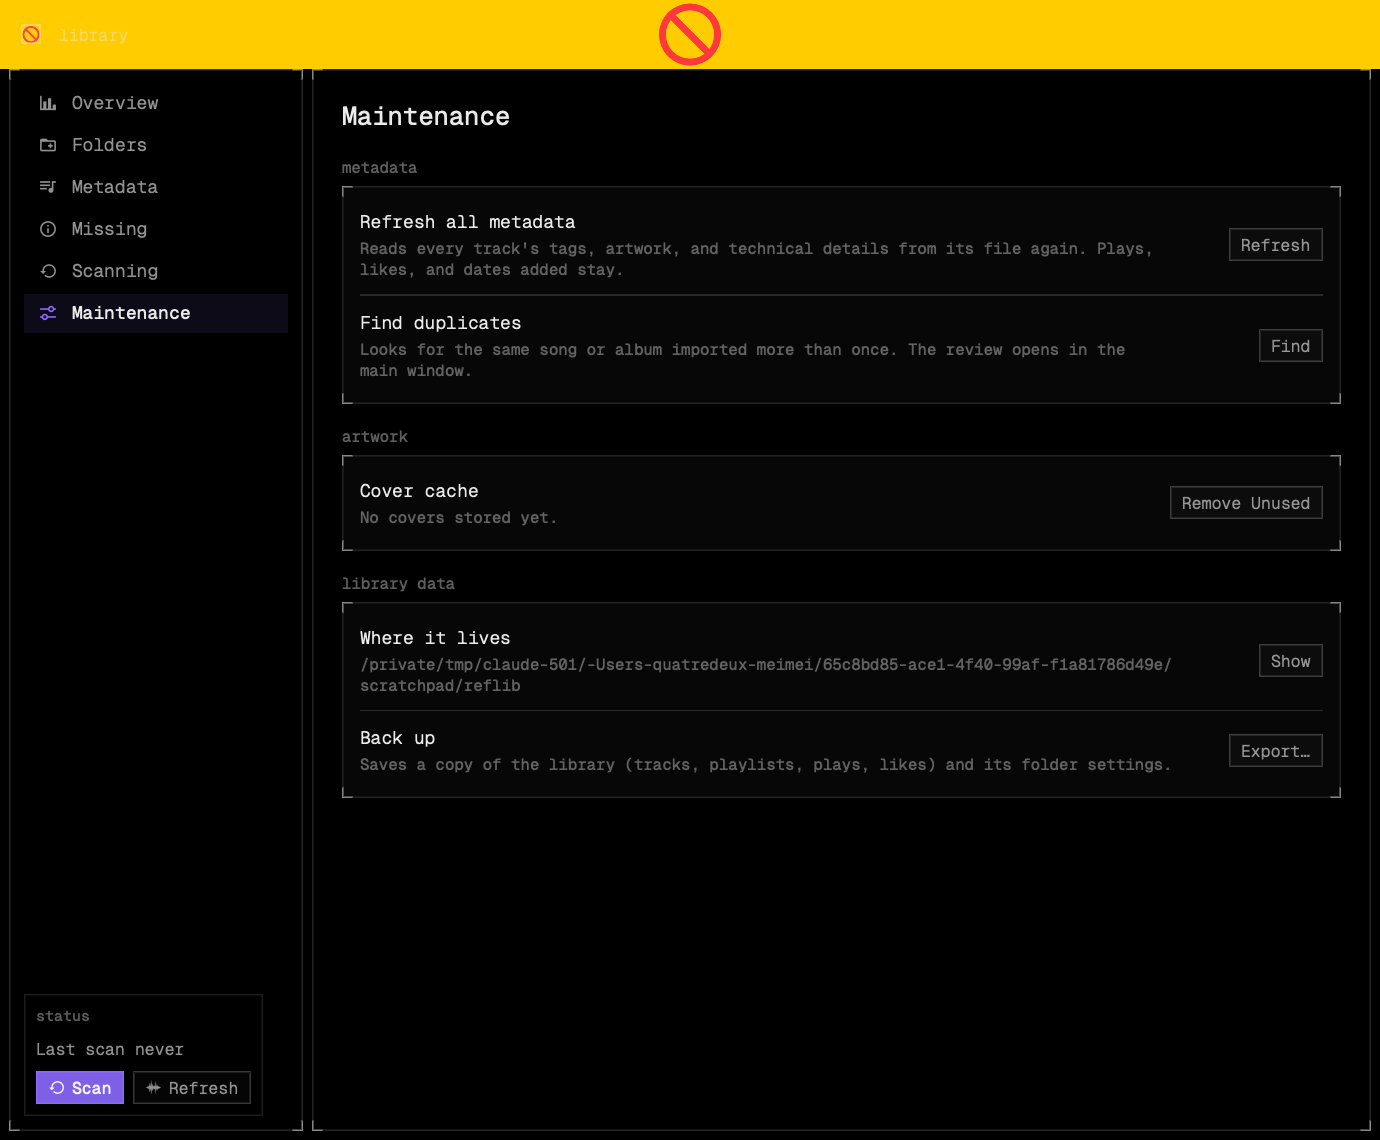 library
Overview
Folders
Metadata
Missing
Scanning
Maintenance
status
Last scan never
Scan
Refresh
Maintenance
metadata
Refresh all metadata
Reads every track's tags, artwork, and technical details from its file again. Plays,
likes, and dates added stay.
Refresh
Find duplicates
Looks for the same song or album imported more than once. The review opens in the
main window.
Find
artwork
Cover cache
No covers stored yet.
Remove Unused
library data
Where it lives
/private/tmp/claude-501/-Users-quatredeux-meimei/65c8bd85-ace1-4f40-99af-f1a81786d49e/
scratchpad/reflib
Show
Back up
Saves a copy of the library (tracks, playlists, plays, likes) and its folder settings.
Export…